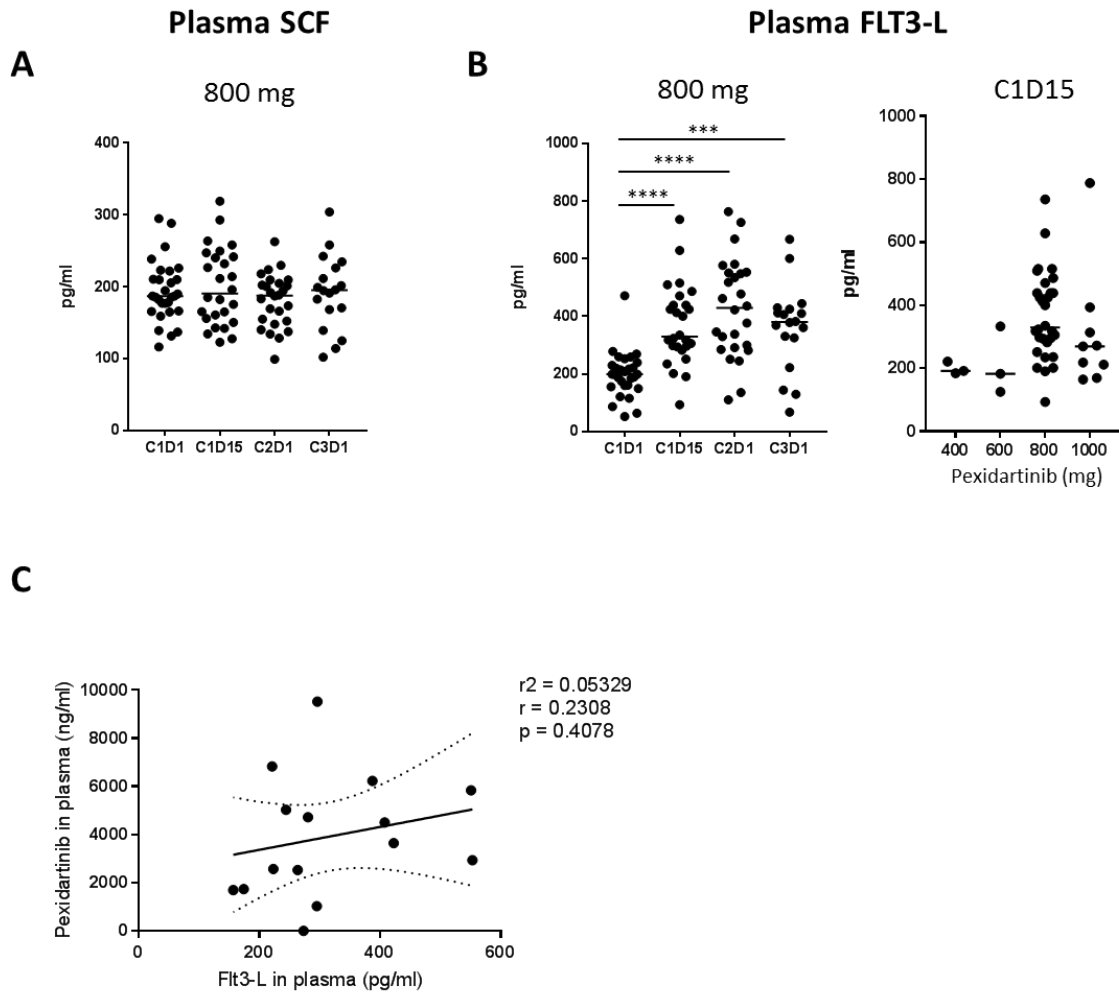 Plasma SCF
Plasma FLT3-L
A
B
800 mg
800 mg
C1D15
400
300
200
100
0
pg/ml
C1D1 C1D15 C2D1 C3D1
1000
800
600
400
200
0
pg/ml
***
****
****
C1D1 C1D15 C2D1 C3D1
1000
800
600
400
200
0
pg/ml
400 600 800 1000
Pexidartinib (mg)
C
10000
8000
6000
4000
2000
0
Pexidartinib in plasma (ng/ml)
0 200 400 600
Flt3-L in plasma (pg/ml)
r2 = 0.05329
r = 0.2308
p = 0.4078